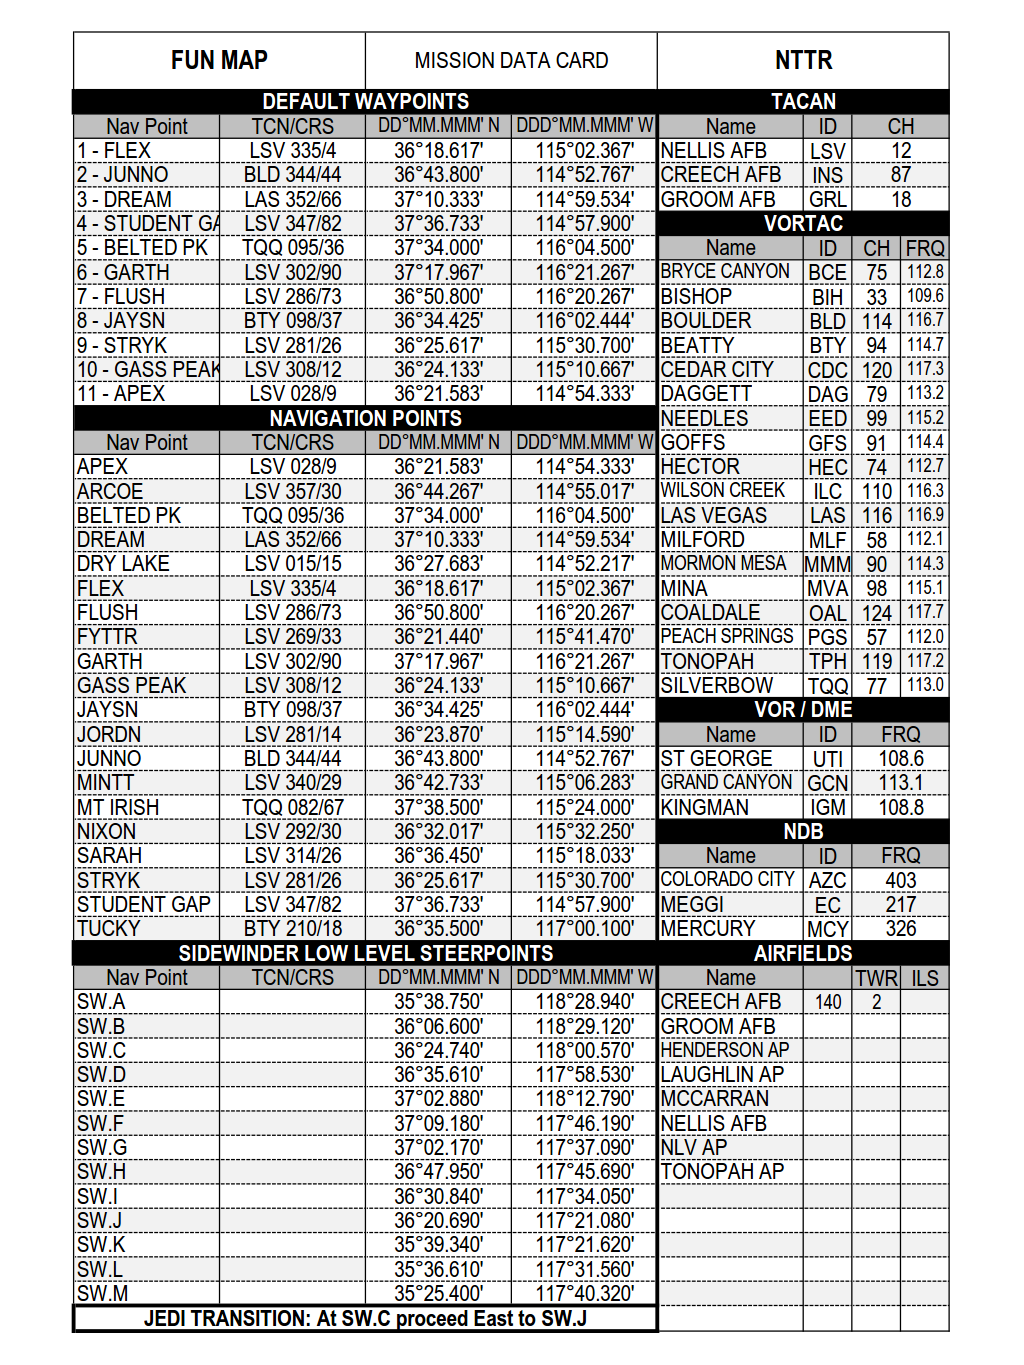 FUN MAP MISSION DATA CARD NTTR
DEFAULT WAYPOINTS
Nav Point TCN/CRS DD°MM.MMM' N DDD°MM.MMM' W
1 - FLEX LSV 335/4 36°18.617' 115°02.367'
2 - JUNNO BLD 344/44 36°43.800' 114°52.767'
3 - DREAM LAS 352/66 37°10.333' 114°59.534'
4 - STUDENT GA LSV 347/82 37°36.733' 114°57.900'
5 - BELTED PK TQQ 095/36 37°34.000' 116°04.500'
6 - GARTH LSV 302/90 37°17.967' 116°21.267'
7 - FLUSH LSV 286/73 36°50.800' 116°20.267'
8 - JAYSN BTY 098/37 36°34.425' 116°02.444'
9 - STRYK LSV 281/26 36°25.617' 115°30.700'
10 - GASS PEAK LSV 308/12 36°24.133' 115°10.667'
11 - APEX LSV 028/9 36°21.583' 114°54.333'
NAVIGATION POINTS
Nav Point TCN/CRS DD°MM.MMM' N DDD°MM.MMM' W
APEX LSV 028/9 36°21.583' 114°54.333'
ARCOE LSV 357/30 36°44.267' 114°55.017'
BELTED PK TQQ 095/36 37°34.000' 116°04.500'
DREAM LAS 352/66 37°10.333' 114°59.534'
DRY LAKE LSV 015/15 36°27.683' 114°52.217'
FLEX LSV 335/4 36°18.617' 115°02.367'
FLUSH LSV 286/73 36°50.800' 116°20.267'
FYTTR LSV 269/33 36°21.440' 115°41.470'
GARTH LSV 302/90 37°17.967' 116°21.267'
GASS PEAK LSV 308/12 36°24.133' 115°10.667'
JAYSN BTY 098/37 36°34.425' 116°02.444'
JORDN LSV 281/14 36°23.870' 115°14.590'
JUNNO BLD 344/44 36°43.800' 114°52.767'
MINTT LSV 340/29 36°42.733' 115°06.283'
MT IRISH TQQ 082/67 37°38.500' 115°24.000'
NIXON LSV 292/30 36°32.017' 115°32.250'
SARAH LSV 314/26 36°36.450' 115°18.033'
STRYK LSV 281/26 36°25.617' 115°30.700'
STUDENT GAP LSV 347/82 37°36.733' 114°57.900'
TUCKY BTY 210/18 36°35.500' 117°00.100'
SIDEWINDER LOW LEVEL STEERPOINTS
Nav Point TCN/CRS DD°MM.MMM' N DDD°MM.MMM' W
SW.A 35°38.750' 118°28.940'
SW.B 36°06.600' 118°29.120'
SW.C 36°24.740' 118°00.570'
SW.D 36°35.610' 117°58.530'
SW.E 37°02.880' 118°12.790'
SW.F 37°09.180' 117°46.190'
SW.G 37°02.170' 117°37.090'
SW.H 36°47.950' 117°45.690'
SW.I 36°30.840' 117°34.050'
SW.J 36°20.690' 117°21.080'
SW.K 35°39.340' 117°21.620'
SW.L 35°36.610' 117°31.560'
SW.M 35°25.400' 117°40.320'
JEDI TRANSITION: At SW.C proceed East to SW.J
TACAN
Name ID CH
NELLIS AFB LSV 12
CREECH AFB INS 87
GROOM AFB GRL 18
VORTAC
Name ID CH FRQ
BRYCE CANYON BCE 75 112.8
BISHOP BIH 33 109.6
BOULDER BLD 114 116.7
BEATTY BTY 94 114.7
CEDAR CITY CDC 120 117.3
DAGGETT DAG 79 113.2
NEEDLES EED 99 115.2
GOFFS GFS 91 114.4
HECTOR HEC 74 112.7
WILSON CREEK ILC 110 116.3
LAS VEGAS LAS 116 116.9
MILFORD MLF 58 112.1
MORMON MESA MMM 90 114.3
MINA MVA 98 115.1
COALDALE OAL 124 117.7
PEACH SPRINGS PGS 57 112.0
TONOPAH TPH 119 117.2
SILVERBOW TQQ 77 113.0
VOR / DME
Name ID FRQ
ST GEORGE UTI 108.6
GRAND CANYON GCN 113.1
KINGMAN IGM 108.8
NDB
Name ID FRQ
COLORADO CITY AZC 403
MEGGI EC 217
MERCURY MCY 326
AIRFIELDS
Name TWR ILS
CREECH AFB 140 2
GROOM AFB
HENDERSON AP
LAUGHLIN AP
MCCARRAN
NELLIS AFB
NLV AP
TONOPAH AP